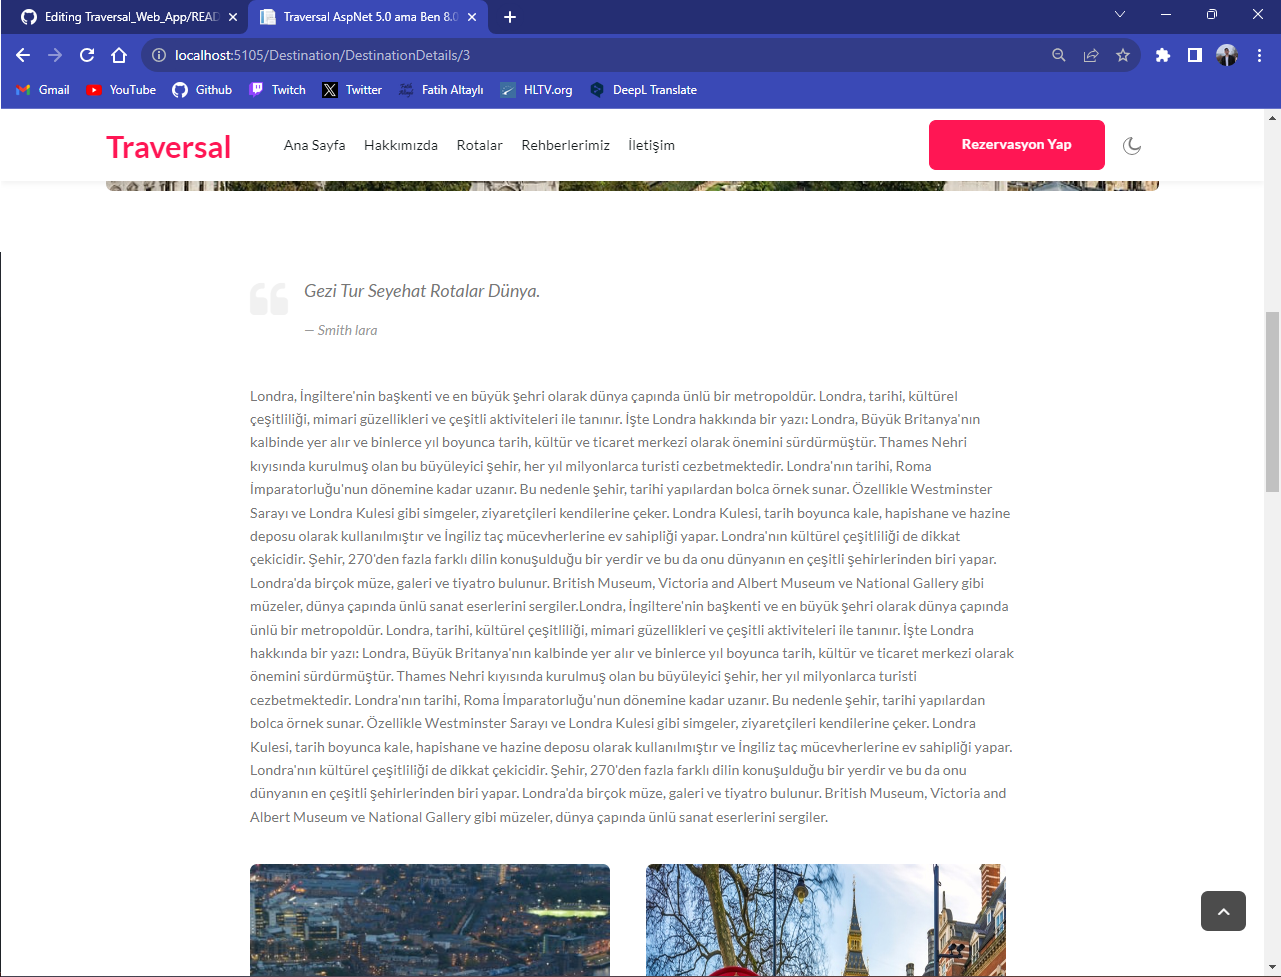 Editing Traversal_Web_App/READ
Traversal AspNet 5.0 ama Ben 8.0
localhost:5105/Destination/DestinationDetails/3
Gmail YouTube Github Twitch Twitter Fatih Altaylı HLTV.org DeepL Translate
Traversal Ana Sayfa Hakkımızda Rotalar Rehberlerimiz İletişim Rezervasyon Yap
Gezi Tur Seyehat Rotalar Dünya.
— Smith lara
Londra, İngiltere'nin başkenti ve en büyük şehri olarak dünya çapında ünlü bir metropoldür. Londra, tarihi, kültürel
çeşitliliği, mimari güzellikleri ve çeşitli aktiviteleri ile tanınır. İşte Londra hakkında bir yazı: Londra, Büyük Britanya'nın
kalbinde yer alır ve binlerce yıl boyunca tarih, kültür ve ticaret merkezi olarak önemini sürdürmüştür. Thames Nehri
kıyısında kurulmuş olan bu büyüleyici şehir, her yıl milyonlarca turisti cezbetmektedir. Londra'nın tarihi, Roma
İmparatorluğu'nun dönemine kadar uzanır. Bu nedenle şehir, tarihi yapılardan bolca örnek sunar. Özellikle Westminster
Sarayı ve Londra Kulesi gibi simgeler, ziyaretçileri kendilerine çeker. Londra Kulesi, tarih boyunca kale, hapishane ve hazine
deposu olarak kullanılmıştır ve İngiliz taç mücevherlerine ev sahipliği yapar. Londra'nın kültürel çeşitliliği de dikkat
çekicidir. Şehir, 270'den fazla farklı dilin konuşulduğu bir yerdir ve bu da onu dünyanın en çeşitli şehirlerinden biri yapar.
Londra'da birçok müze, galeri ve tiyatro bulunur. British Museum, Victoria and Albert Museum ve National Gallery gibi
müzeler, dünya çapında ünlü sanat eserlerini sergiler.Londra, İngiltere'nin başkenti ve en büyük şehri olarak dünya çapında
ünlü bir metropoldür. Londra, tarihi, kültürel çeşitliliği, mimari güzellikleri ve çeşitli aktiviteleri ile tanınır. İşte Londra
hakkında bir yazı: Londra, Büyük Britanya'nın kalbinde yer alır ve binlerce yıl boyunca tarih, kültür ve ticaret merkezi olarak
önemini sürdürmüştür. Thames Nehri kıyısında kurulmuş olan bu büyüleyici şehir, her yıl milyonlarca turisti
cezbetmektedir. Londra'nın tarihi, Roma İmparatorluğu'nun dönemine kadar uzanır. Bu nedenle şehir, tarihi yapılardan
bolca örnek sunar. Özellikle Westminster Sarayı ve Londra Kulesi gibi simgeler, ziyaretçileri kendilerine çeker. Londra
Kulesi, tarih boyunca kale, hapishane ve hazine deposu olarak kullanılmıştır ve İngiliz taç mücevherlerine ev sahipliği yapar.
Londra'nın kültürel çeşitliliği de dikkat çekicidir. Şehir, 270'den fazla farklı dilin konuşulduğu bir yerdir ve bu da onu
dünyanın en çeşitli şehirlerinden biri yapar. Londra'da birçok müze, galeri ve tiyatro bulunur. British Museum, Victoria and
Albert Museum ve National Gallery gibi müzeler, dünya çapında ünlü sanat eserlerini sergiler.